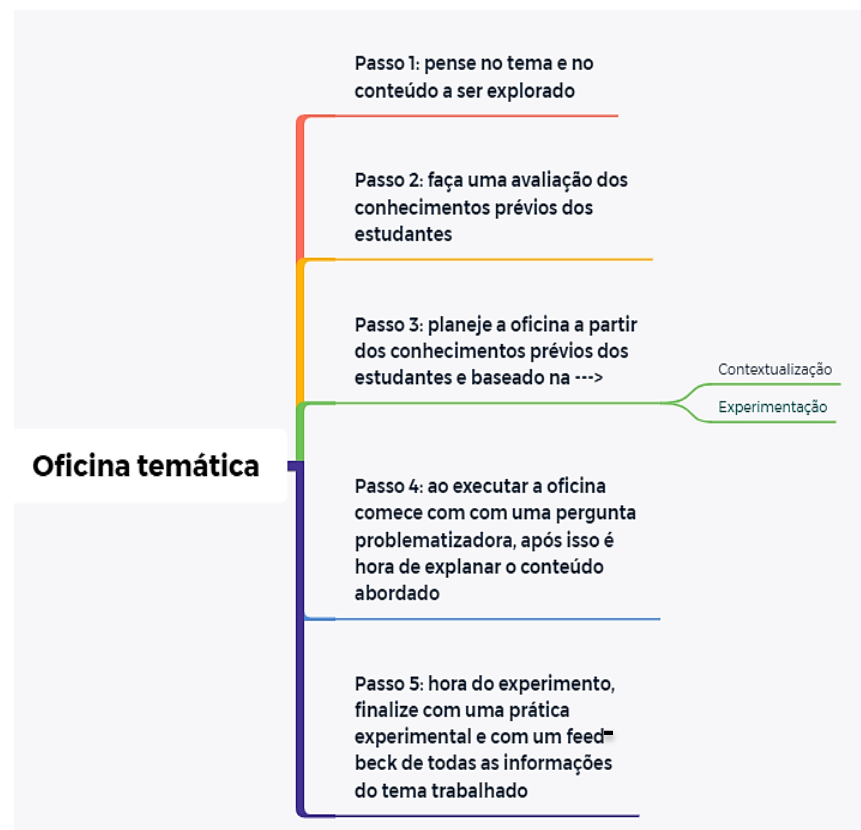 Passo 1: pense no tema e no
conteúdo a ser explorado
Passo 2: faça uma avaliação dos
conhecimentos prévios dos
estudantes
Passo 3: planeje a oficina a partir
dos conhecimentos prévios dos
estudantes e baseado na --->
Contextualização
Experimentação
Oficina temática
Passo 4: ao executar a oficina
comece com com uma pergunta
problematizadora, após isso é
hora de explanar o conteúdo
abordado
Passo 5: hora do experimento,
finalize com uma prática
experimental e com um feed-
beck de todas as informações
do tema trabalhado